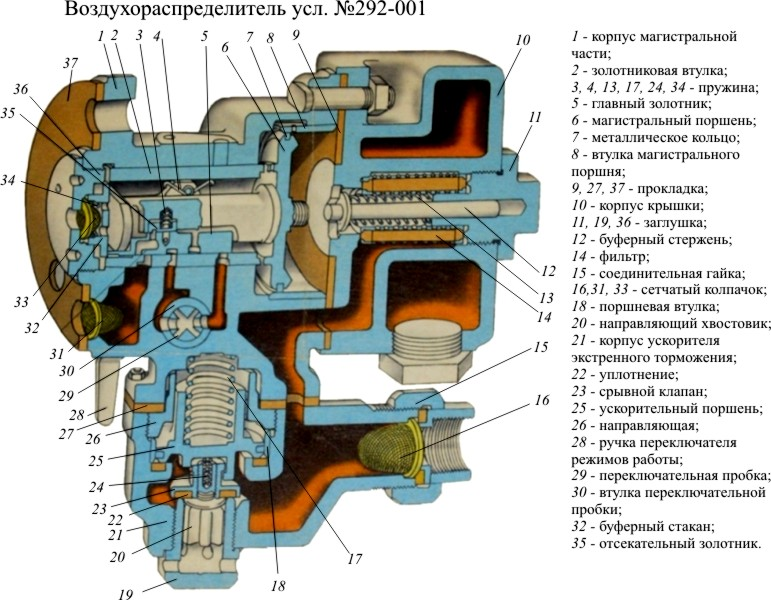 Воздухораспределитель усл. №292-001
1 2 3 4 5 6 7 8 9 10
37
36
35
11
34
33
32
31
30
29
28
27
26
25
24
23
22
21
20
19
12
13
14
15
16
17
18
1 - корпус магистральной
части;
2 - золотниковая втулка;
3, 4, 13, 17, 24, 34 - пружина;
5 - главный золотник;
6 - магистральный поршень;
7 - металлическое кольцо;
8 - втулка магистрального
поршня;
9, 27, 37 - прокладка;
10 - корпус крышки;
11, 19, 36 - заглушка;
12 - буферный стержень;
14 - фильтр;
15 - соединительная гайка;
16,31, 33 - сетчатый колпачок;
18 - поршневая втулка;
20 - направляющий хвостовик;
21 - корпус ускорителя
экстренного торможения;
22 - уплотнение;
23 - срывной клапан;
25 - ускорительный поршень;
26 - направляющая;
28 - ручка переключателя
режимов работы;
29 - переключательная пробка;
30 - втулка переключательной
пробки;
32 - буферный стакан;
35 - отсекательный золотник.